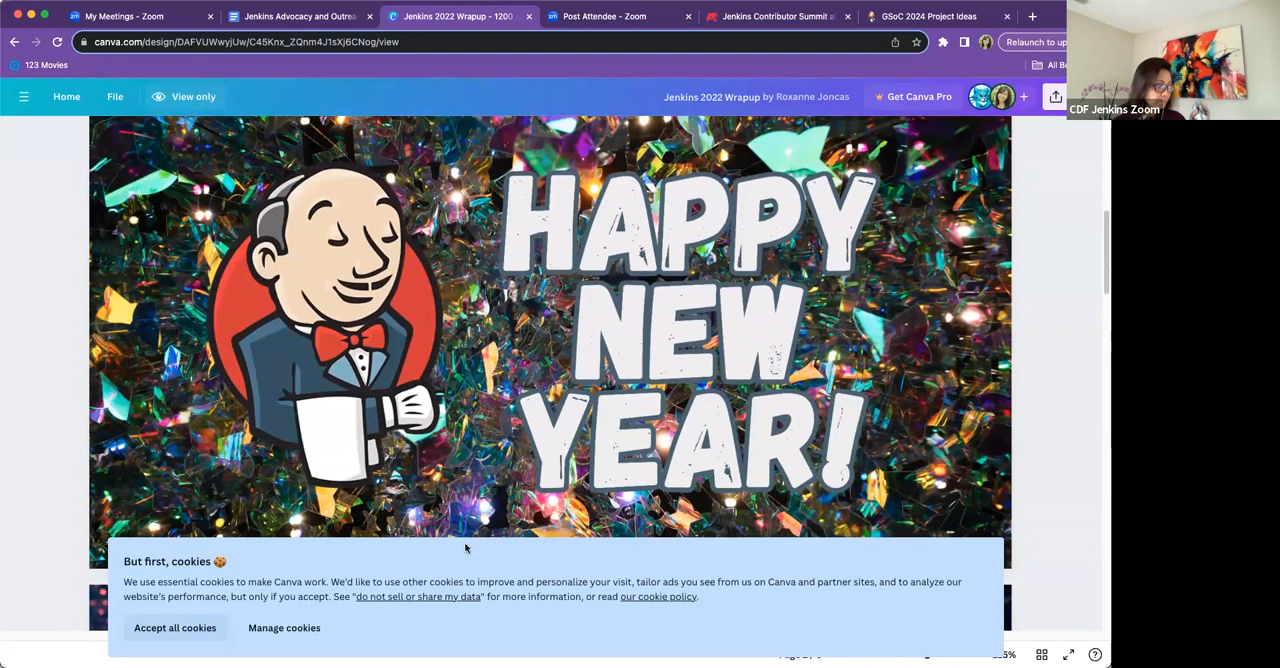 My Meetings - Zoom
Jenkins Advocacy and Outrea
Jenkins 2022 Wrapup - 1200
Post Attendee - Zoom
Jenkins Contributor Summit a
GSoC 2024 Project Ideas
canva.com/design/DAFVUWwyjUw/C45Knx_ZQnm4J1sXj6CNog/view
Relaunch to up
123 Movies
All Bo
Home
File
View only
Jenkins 2022 Wrapup by Roxanne Joncas
Get Canva Pro
CDF Jenkins Zoom
HAPPY
NEW
YEAR!
But first, cookies 🍪
We use essential cookies to make Canva work. We'd like to use other cookies to improve and personalize your visit, tailor ads you see from us on Canva and partner sites, and to analyze our
website's performance, but only if you accept. See "do not sell or share my data" for more information, or read our cookie policy.
Accept all cookies
Manage cookies